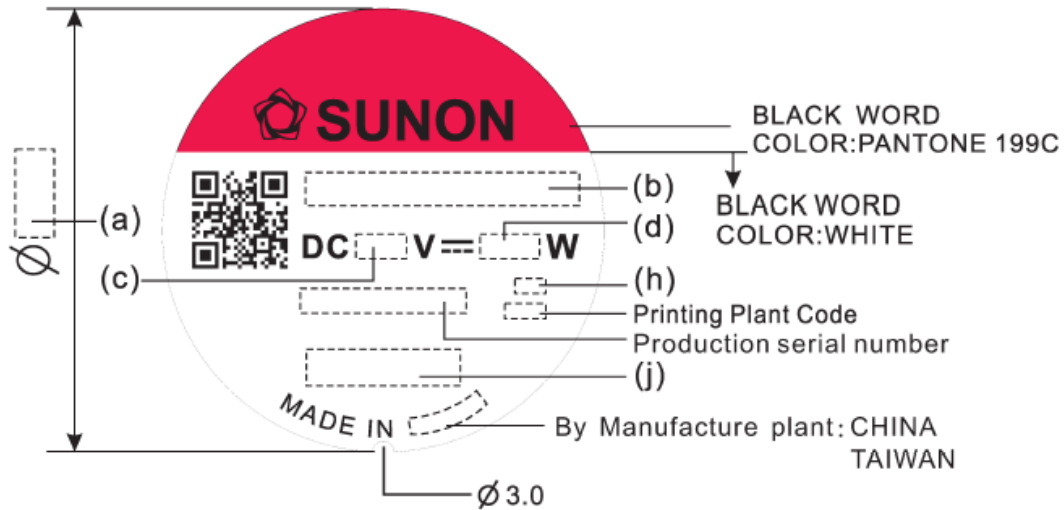 SUNON
BLACK WORD
COLOR:PANTONE 199C
(b)
(a)
BLACK WORD
COLOR:WHITE
(d)
DC V⎓ W
Ø
(c)
(h)
Printing Plant Code
Production serial number
(j)
MADE IN
By Manufacture plant: CHINA
TAIWAN
Ø 3.0